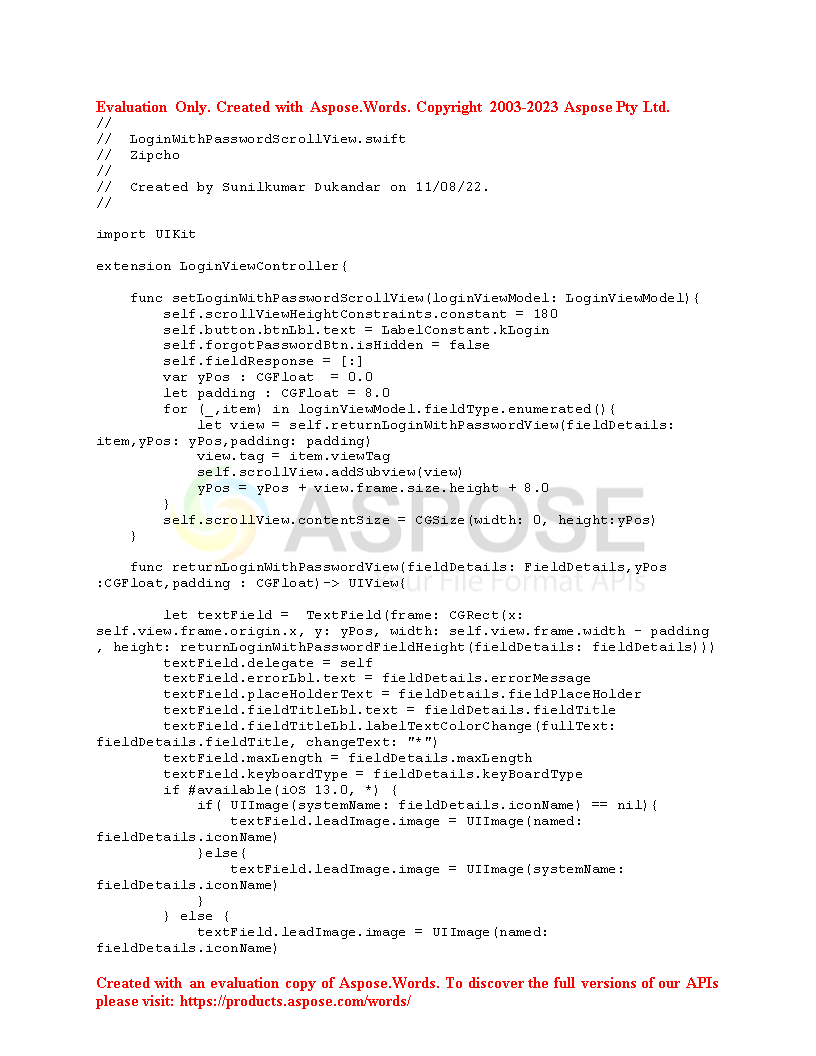 Evaluation Only. Created with Aspose.Words. Copyright 2003-2023 Aspose Pty Ltd.
//
//  LoginWithPasswordScrollView.swift
//  Zipcho
//
//  Created by Sunilkumar Dukandar on 11/08/22.
//
import UIKit
extension LoginViewController{
    func setLoginWithPasswordScrollView(loginViewModel: LoginViewModel){
        self.scrollViewHeightConstraints.constant = 180
        self.button.btnLbl.text = LabelConstant.kLogin
        self.forgotPasswordBtn.isHidden = false
        self.fieldResponse = [:]
        var yPos : CGFloat  = 0.0
        let padding : CGFloat = 8.0
        for (_,item) in loginViewModel.fieldType.enumerated(){
            let view = self.returnLoginWithPasswordView(fieldDetails:
item,yPos: yPos,padding: padding)
            view.tag = item.viewTag
            self.scrollView.addSubview(view)
            yPos = yPos + view.frame.size.height + 8.0
        }
        self.scrollView.contentSize = CGSize(width: 0, height:yPos)
    }
ASPOSE
Your File Format APIs
    func returnLoginWithPasswordView(fieldDetails: FieldDetails,yPos
:CGFloat,padding : CGFloat)-> UIView{
        let textField =  TextField(frame: CGRect(x:
self.view.frame.origin.x, y: yPos, width: self.view.frame.width - padding
, height: returnLoginWithPasswordFieldHeight(fieldDetails: fieldDetails)))
        textField.delegate = self
        textField.errorLbl.text = fieldDetails.errorMessage
        textField.placeHolderText = fieldDetails.fieldPlaceHolder
        textField.fieldTitleLbl.text = fieldDetails.fieldTitle
        textField.fieldTitleLbl.labelTextColorChange(fullText:
fieldDetails.fieldTitle, changeText: "*")
        textField.maxLength = fieldDetails.maxLength
        textField.keyboardType = fieldDetails.keyBoardType
        if #available(iOS 13.0, *) {
            if( UIImage(systemName: fieldDetails.iconName) == nil){
                textField.leadImage.image = UIImage(named:
fieldDetails.iconName)
            }else{
                textField.leadImage.image = UIImage(systemName:
fieldDetails.iconName)
            }
        } else {
            textField.leadImage.image = UIImage(named:
fieldDetails.iconName)
Created with an evaluation copy of Aspose.Words. To discover the full versions of our APIs
please visit: https://products.aspose.com/words/